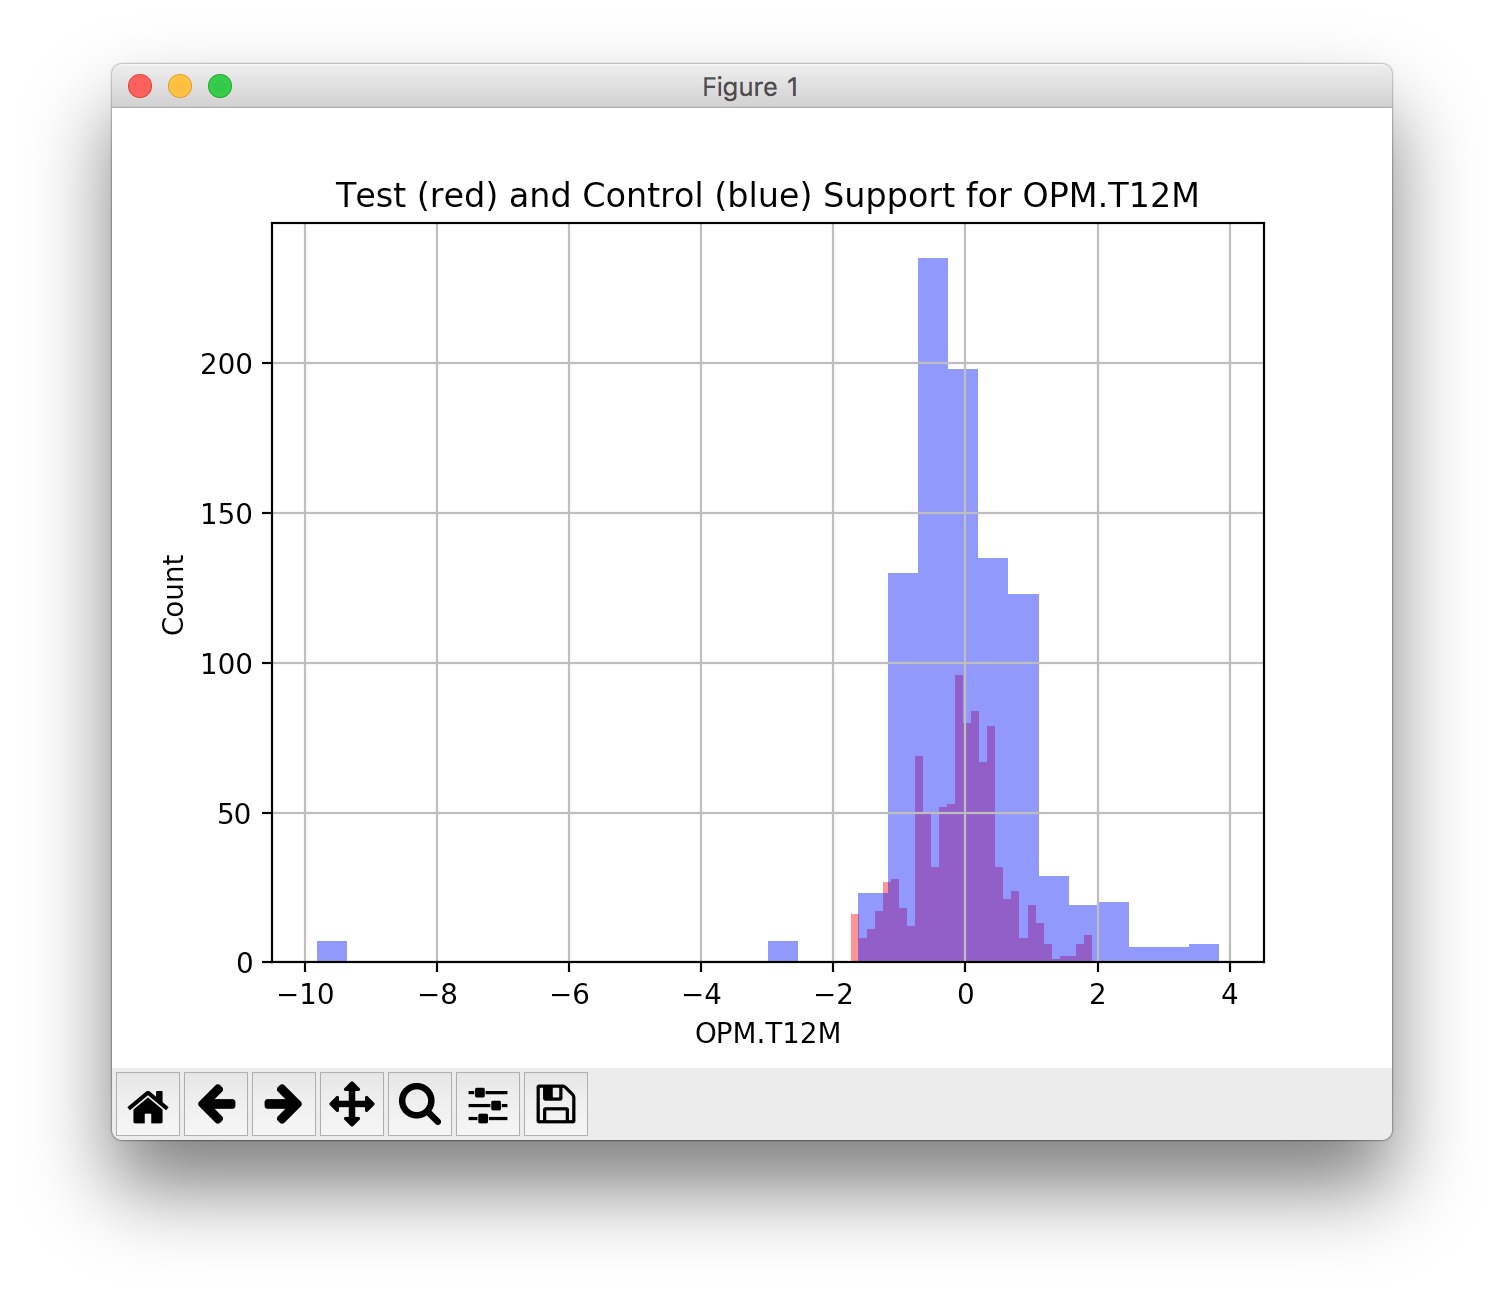 Figure 1
Test (red) and Control (blue) Support for OPM.T12M
200
150
100
50
0
Count
−10 −8 −6 −4 −2 0 2 4
OPM.T12M